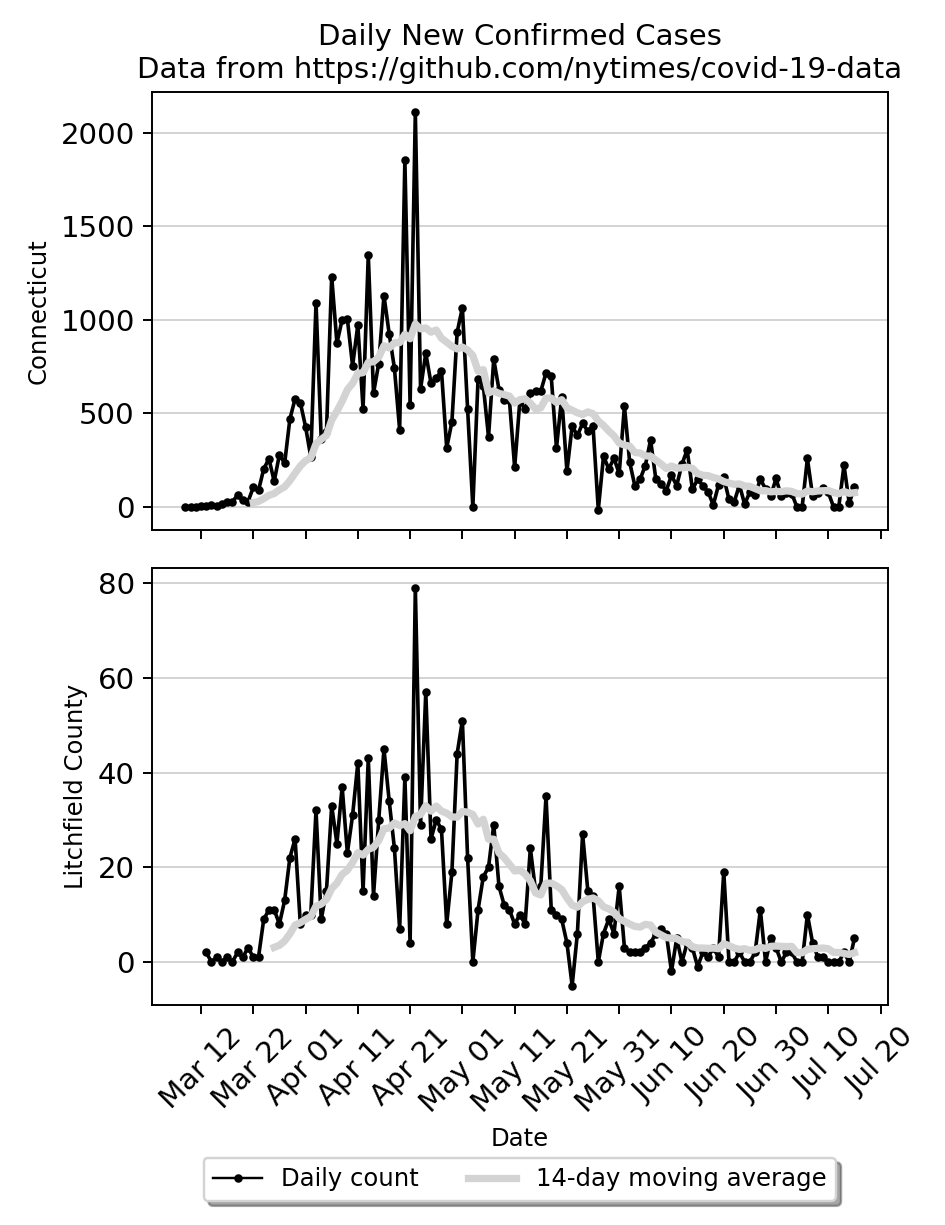 Daily New Confirmed Cases
Data from https://github.com/nytimes/covid-19-data
2000
1500
1000
500
0
Connecticut
80
60
40
20
0
Litchfield County
Mar 12
Mar 22
Apr 01
Apr 11
Apr 21
May 01
May 11
May 21
May 31
Jun 10
Jun 20
Jun 30
Jul 10
Jul 20
Date
Daily count
14-day moving average